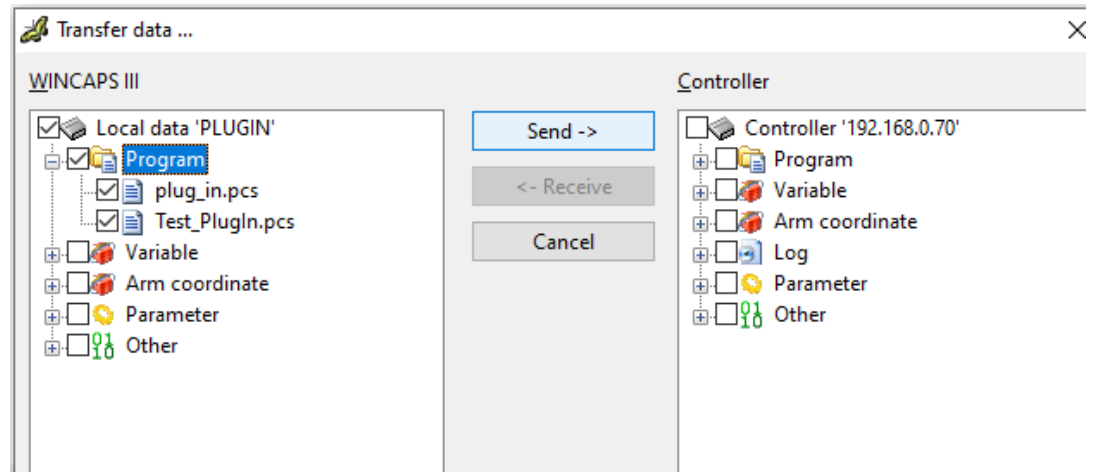 Transfer data ...
WINCAPS III
Controller
Local data 'PLUGIN'
Program
plug_in.pcs
Test_PlugIn.pcs
Variable
Arm coordinate
Parameter
Other
Send ->
<- Receive
Cancel
Controller '192.168.0.70'
Program
Variable
Arm coordinate
Log
Parameter
Other